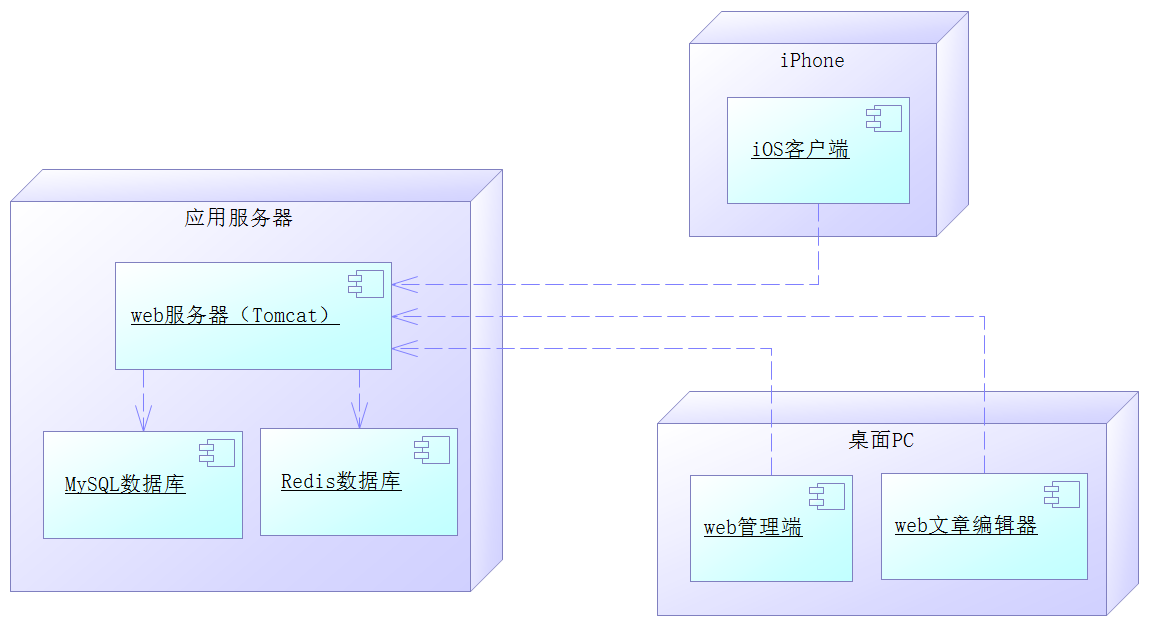 iPhone
iOS客户端
应用服务器
web服务器（Tomcat）
MySQL数据库
Redis数据库
桌面PC
web管理端
web文章编辑器